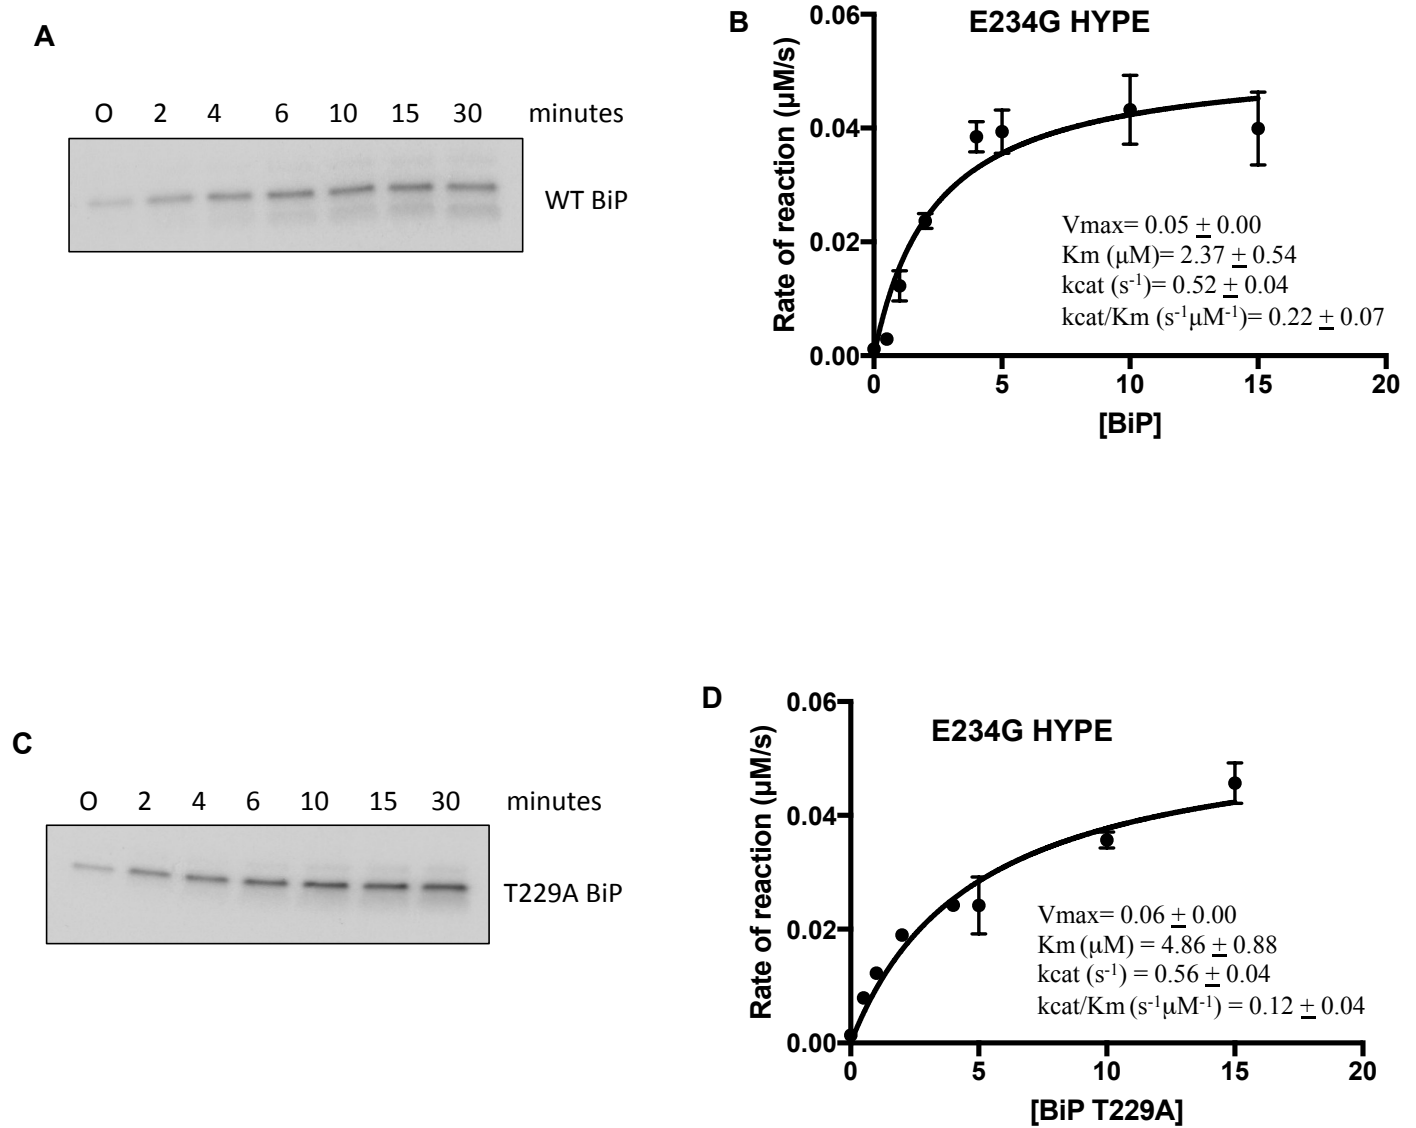 A
O 2 4 6 10 15 30 minutes
WT BiP
B
E234G HYPE
Rate of reaction (µM/s)
0.06
0.04
0.02
0.00
Vmax= 0.05 ± 0.00
Km (µM)= 2.37 ± 0.54
kcat (s-1)= 0.52 ± 0.04
kcat/Km (s-1µM-1)= 0.22 ± 0.07
0 5 10 15 20
[BiP]
C
O 2 4 6 10 15 30 minutes
T229A BiP
D
E234G HYPE
Rate of reaction (µM/s)
0.06
0.04
0.02
0.00
Vmax= 0.06 ± 0.00
Km (µM) = 4.86 ± 0.88
kcat (s-1) = 0.56 ± 0.04
kcat/Km (s-1µM-1) = 0.12 ± 0.04
0 5 10 15 20
[BiP T229A]